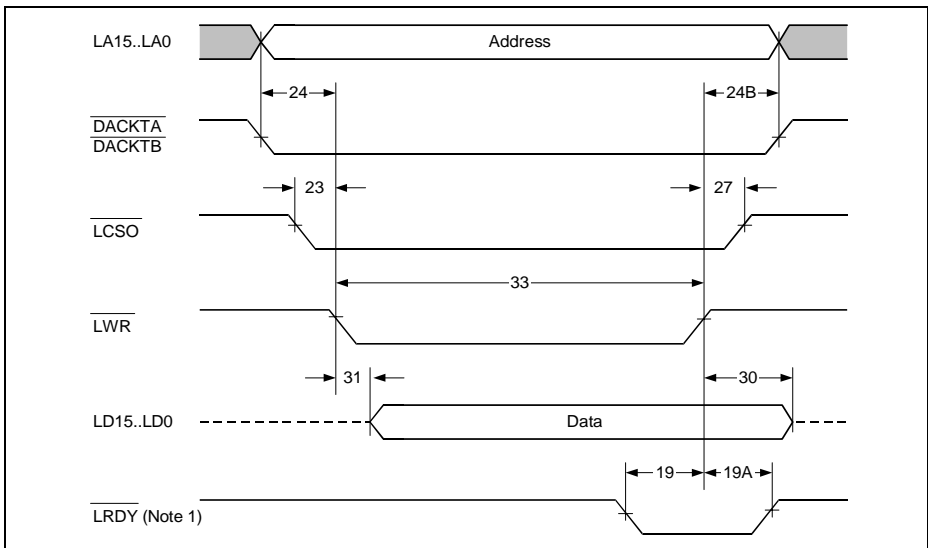 LA15..LA0
Address
24
24B
DACKTA
DACKTB
23
27
LCSO
33
LWR
31
30
LD15..LD0
Data
19
19A
LRDY (Note 1)